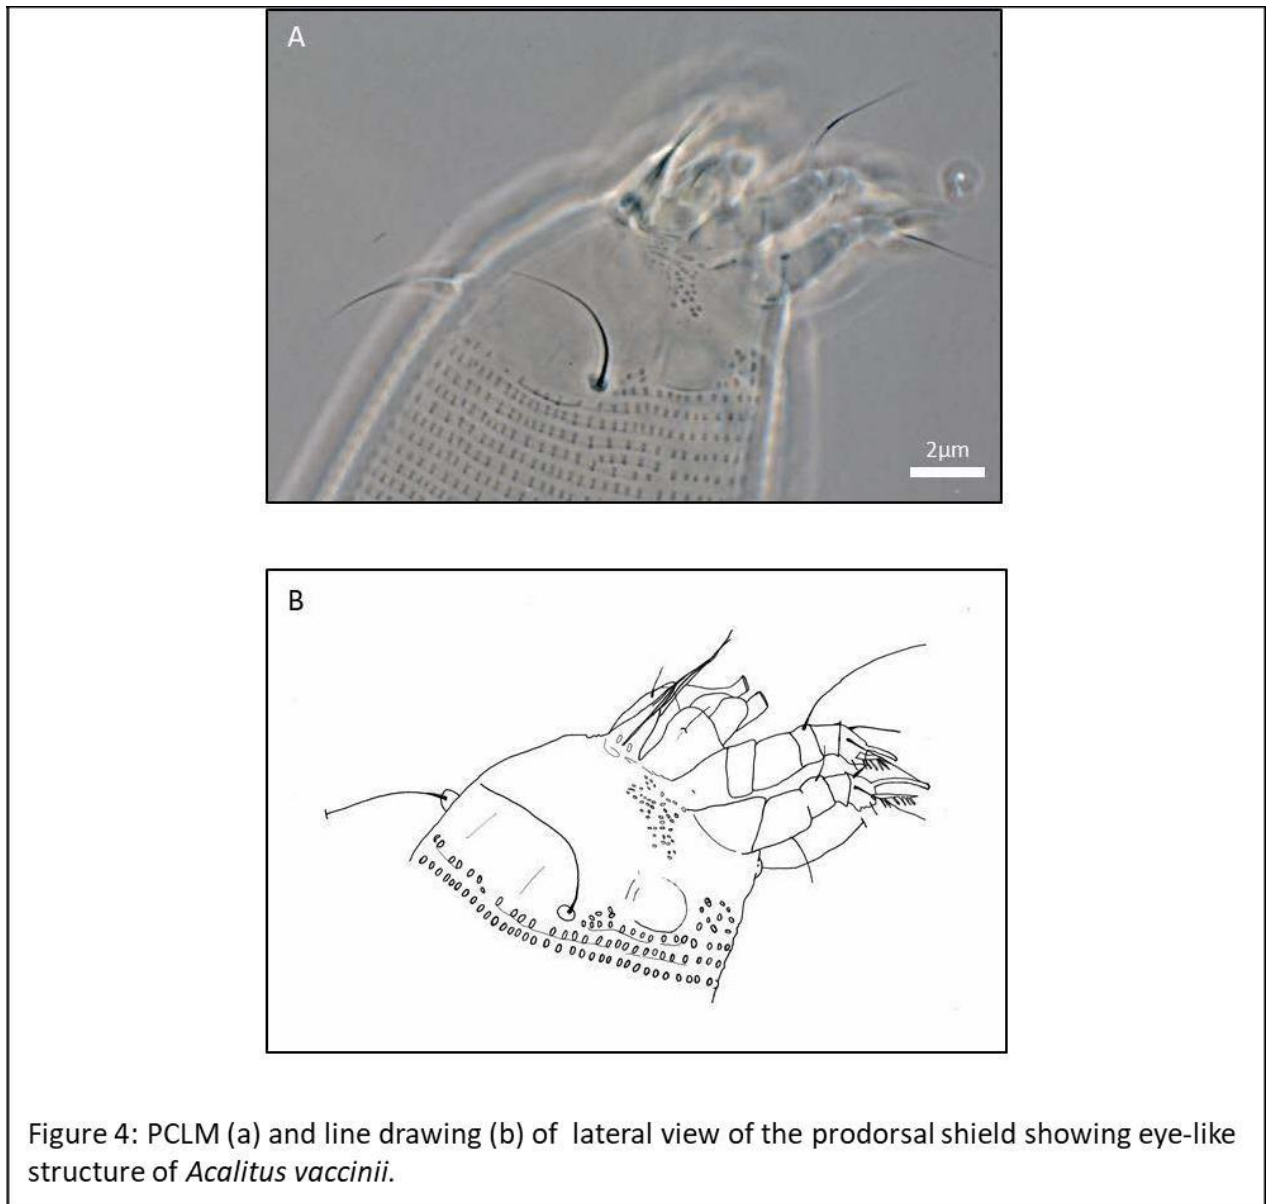 A
2µm
B
Figure 4: PCLM (a) and line drawing (b) of  lateral view of the prodorsal shield showing eye-like
structure of Acalitus vaccinii.